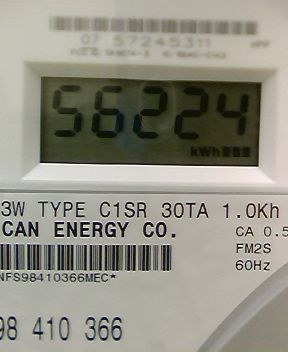 07 57245311
56224
kWh
3W TYPE C1SR 30TA 1.0Kh
CAN ENERGY CO.
CA 0.5
FM2S
60Hz
NFS98410366MEC*
98 410 366